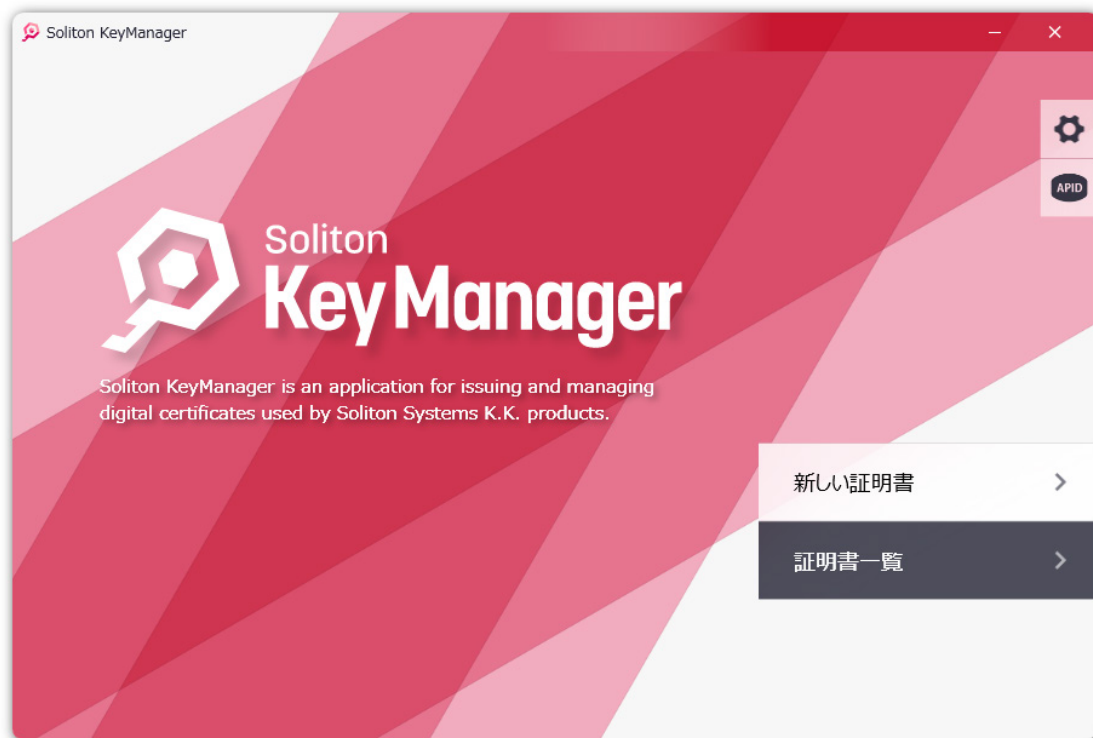 Soliton KeyManager
APID
Soliton
KeyManager
Soliton KeyManager is an application for issuing and managing
digital certificates used by Soliton Systems K.K. products.
新しい証明書
証明書一覧